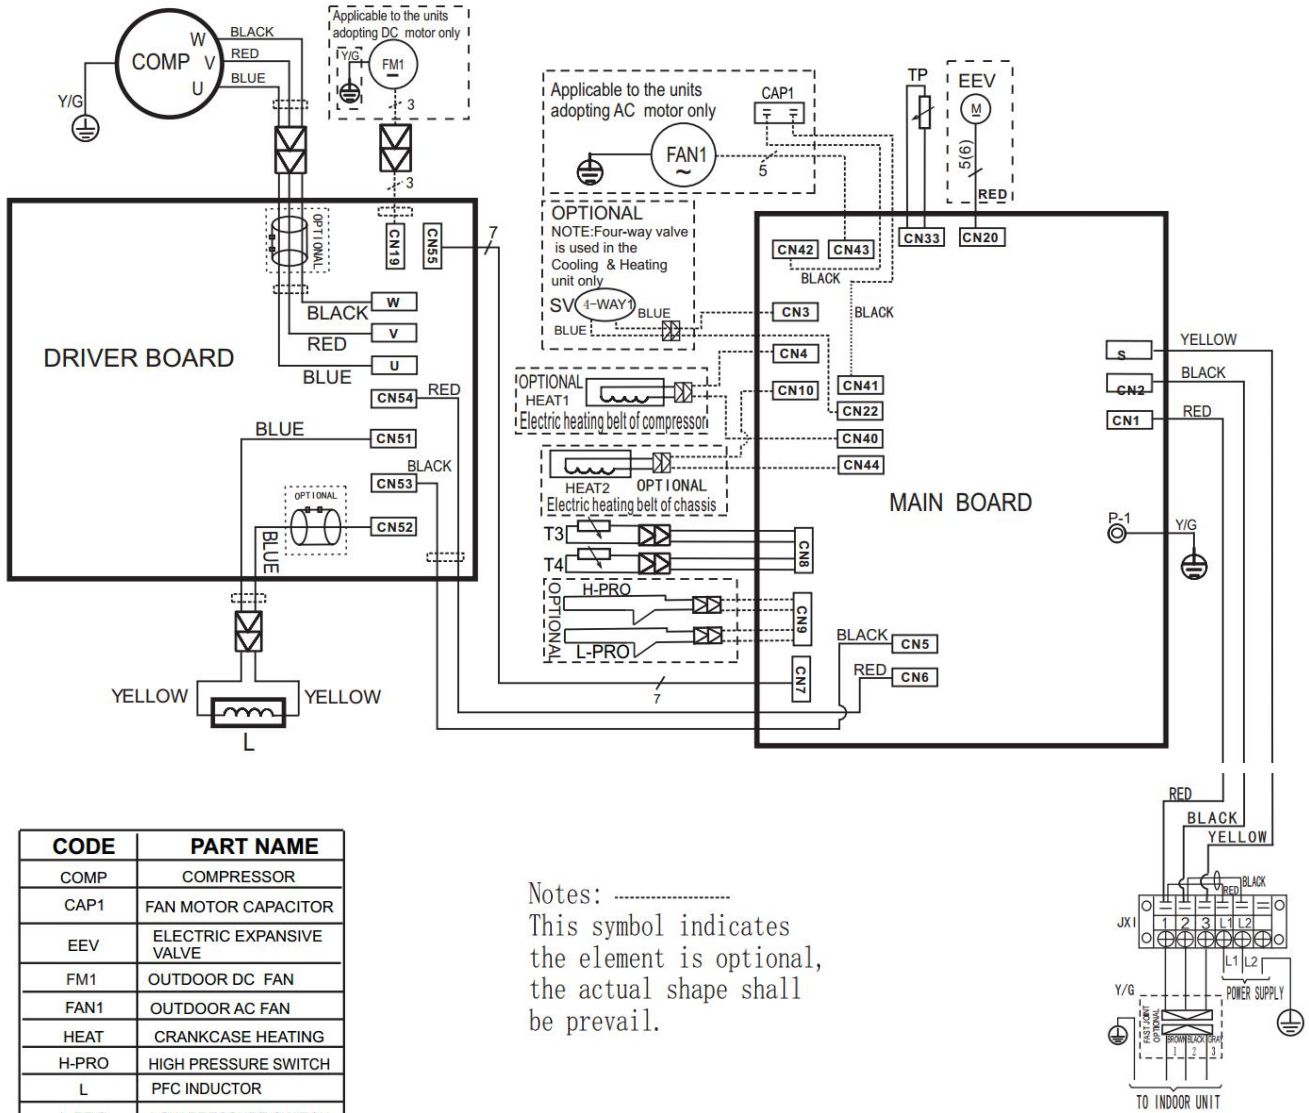 Applicable to the units
adopting DC motor only
Y/G
FM1
3
3
COMP
W
V
U
BLACK
RED
BLUE
Y/G
OPTIONAL
CN19
CN55
7
BLACK
W
RED
V
BLUE
U
DRIVER BOARD
CN54
RED
BLUE
CN51
BLACK
CN53
OPTIONAL
CN52
BLUE
YELLOW
YELLOW
L
Applicable to the units
adopting AC motor only
CAP1
FAN1
5
TP
EEV
M
5(6)
RED
OPTIONAL
NOTE:Four-way valve
is used in the
Cooling & Heating
unit only
SV
4-WAY1
BLUE
BLUE
CN42
CN43
CN33
CN20
BLACK
CN3
BLACK
CN4
CN10
CN41
CN22
CN40
CN44
OPTIONAL
HEAT1
Electric heating belt of compressor
HEAT2
OPTIONAL
Electric heating belt of chassis
T3
T4
CN8
OPTIONAL
H-PRO
L-PRO
CN9
CN7
7
MAIN BOARD
BLACK
CN5
RED
CN6
S
YELLOW
CN2
BLACK
CN1
RED
P-1
Y/G
RED
BLACK
YELLOW
BLACK
RED
JX1
1 2 3 L1 L2
L1 L2
POWER SUPPLY
Y/G
FAST JOINT
OPTIONAL
BROWN BLACK GRAY
1 2 3
TO INDOOR UNIT
CODE PART NAME
COMP COMPRESSOR
CAP1 FAN MOTOR CAPACITOR
EEV ELECTRIC EXPANSIVE
VALVE
FM1 OUTDOOR DC FAN
FAN1 OUTDOOR AC FAN
HEAT CRANKCASE HEATING
H-PRO HIGH PRESSURE SWITCH
L PFC INDUCTOR
Notes: ------------
This symbol indicates
the element is optional,
the actual shape shall
be prevail.